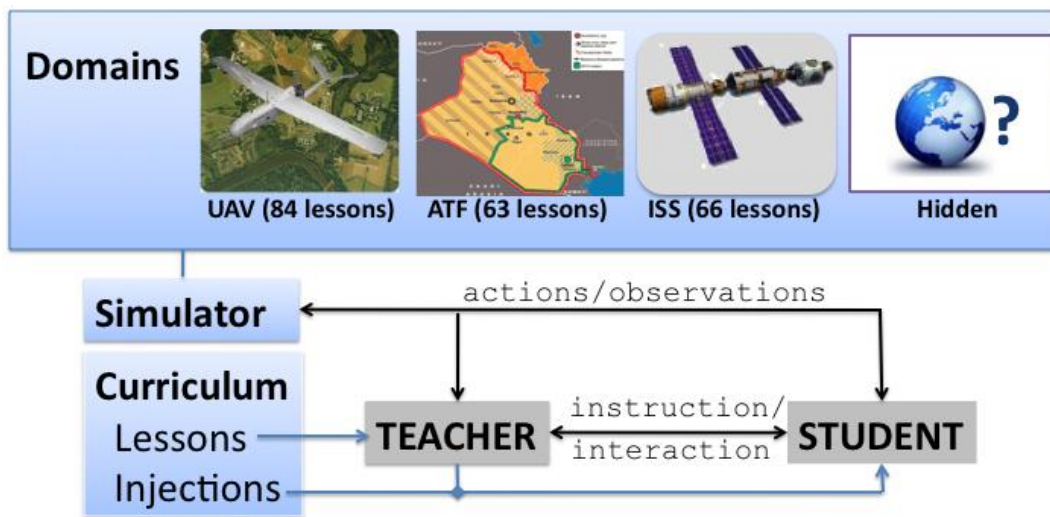 Domains
?
UAV (84 lessons)
ATF (63 lessons)
ISS (66 lessons)
Hidden
Simulator
actions/observations
Curriculum
Lessons
Injections
TEACHER
instruction/
interaction
STUDENT